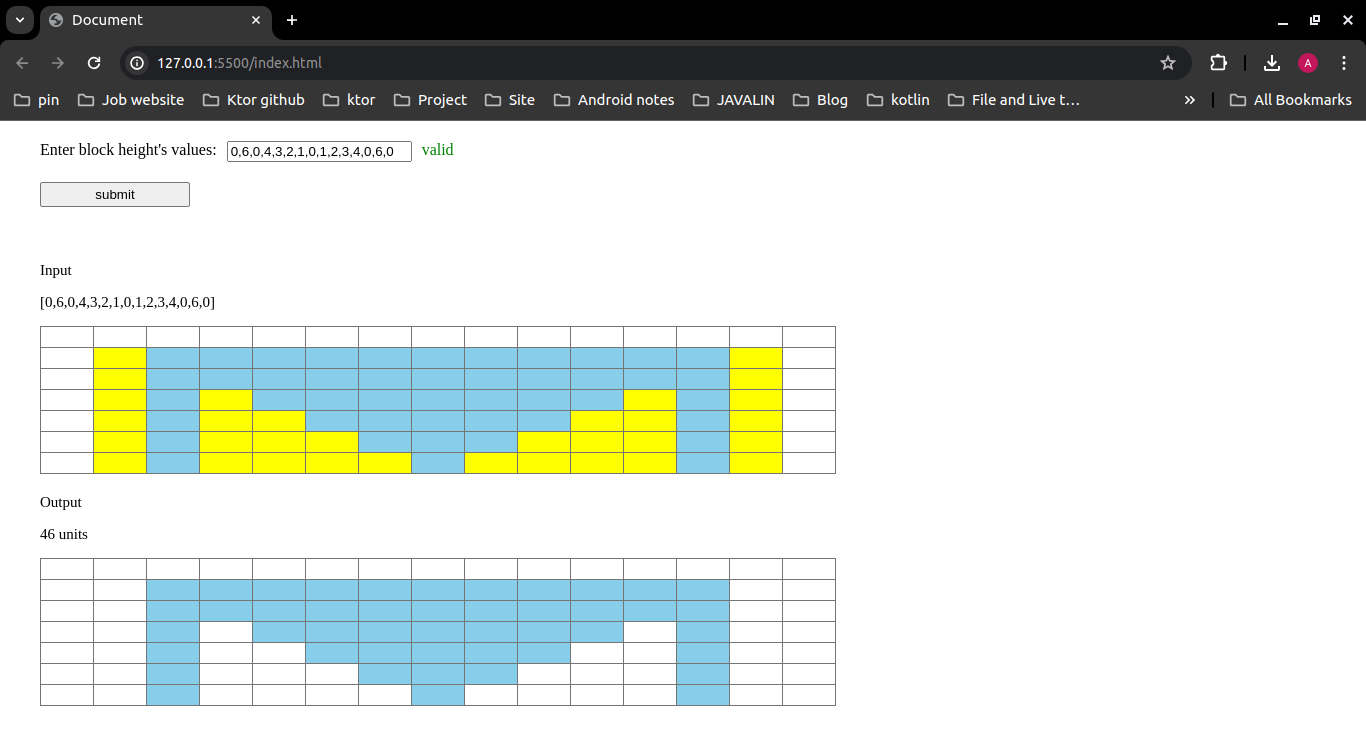 Document
127.0.0.1:5500/index.html
A
pin Job website Ktor github ktor Project Site Android notes JAVALIN Blog kotlin File and Live t… » All Bookmarks
Enter block height's values: 0,6,0,4,3,2,1,0,1,2,3,4,0,6,0 valid
submit
Input
[0,6,0,4,3,2,1,0,1,2,3,4,0,6,0]
Output
46 units